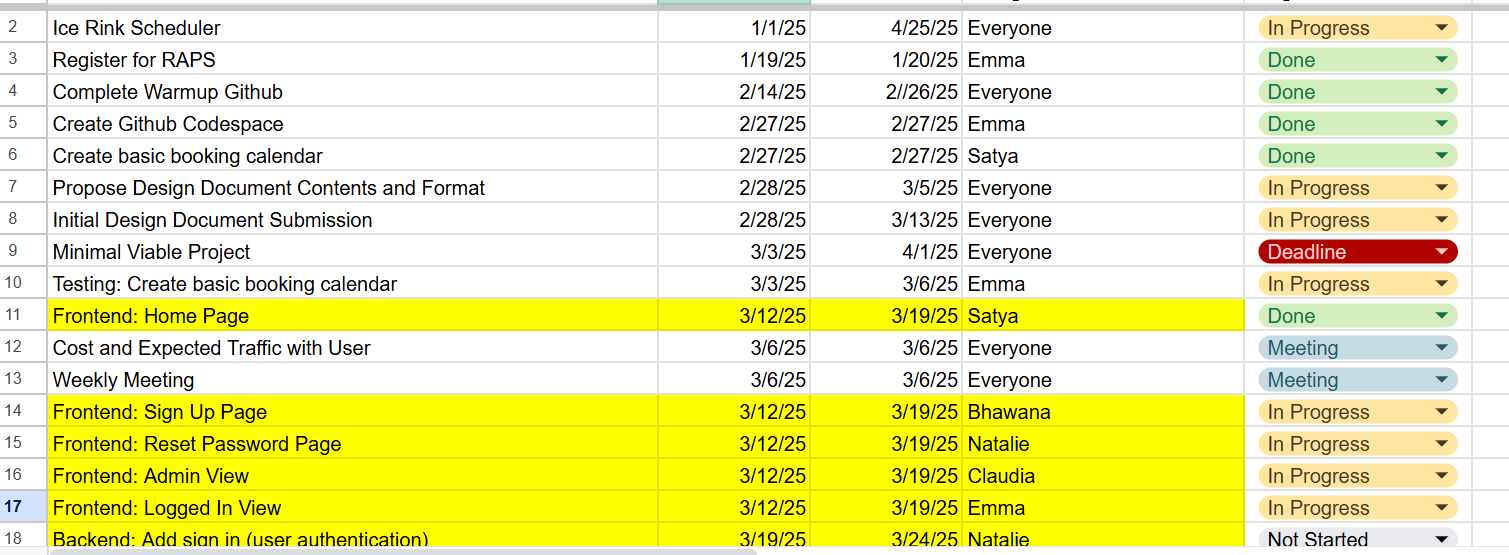 2 Ice Rink Scheduler 1/1/25 4/25/25 Everyone In Progress
3 Register for RAPS 1/19/25 1/20/25 Emma Done
4 Complete Warmup Github 2/14/25 2//26/25 Everyone Done
5 Create Github Codespace 2/27/25 2/27/25 Emma Done
6 Create basic booking calendar 2/27/25 2/27/25 Satya Done
7 Propose Design Document Contents and Format 2/28/25 3/5/25 Everyone In Progress
8 Initial Design Document Submission 2/28/25 3/13/25 Everyone In Progress
9 Minimal Viable Project 3/3/25 4/1/25 Everyone Deadline
10 Testing: Create basic booking calendar 3/3/25 3/6/25 Emma In Progress
11 Frontend: Home Page 3/12/25 3/19/25 Satya Done
12 Cost and Expected Traffic with User 3/6/25 3/6/25 Everyone Meeting
13 Weekly Meeting 3/6/25 3/6/25 Everyone Meeting
14 Frontend: Sign Up Page 3/12/25 3/19/25 Bhawana In Progress
15 Frontend: Reset Password Page 3/12/25 3/19/25 Natalie In Progress
16 Frontend: Admin View 3/12/25 3/19/25 Claudia In Progress
17 Frontend: Logged In View 3/12/25 3/19/25 Emma In Progress
18 Backend: Add sign in (user authentication) 3/19/25 3/24/25 Natalie Not Started